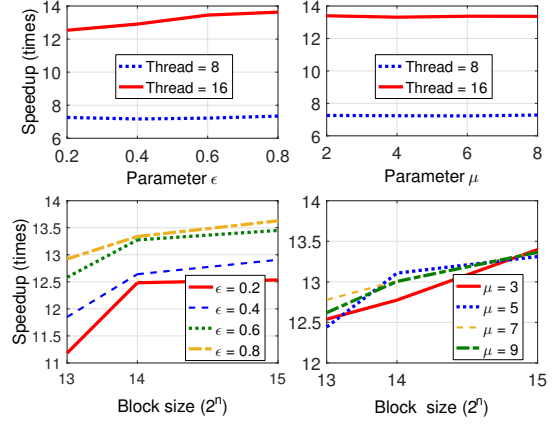 14
12
10
8
6
Speedup (times)
Thread = 8
Thread = 16
0.2
0.4
0.6
0.8
Parameter ϵ
14
12
10
8
6
Thread = 8
Thread = 16
2
4
6
8
Parameter μ
14
13.5
13
12.5
12
11.5
11
Speedup (times)
ϵ = 0.2
ϵ = 0.4
ϵ = 0.6
ϵ = 0.8
13
14
15
Block size (2ⁿ)
14
13.5
13
12.5
12
μ = 3
μ = 5
μ = 7
μ = 9
13
14
15
Block size (2ⁿ)